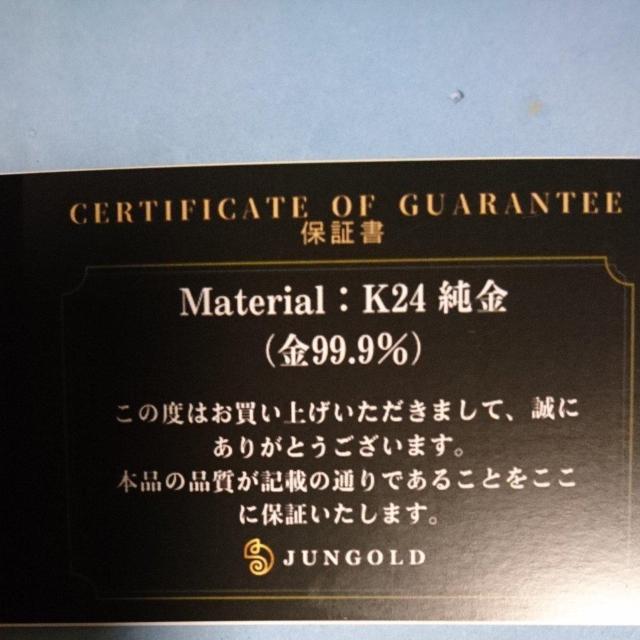 CERTIFICATE OF GUARANTEE
保証書
Material：K24 純金
（金99.9%）
この度はお買い上げいただきまして、誠に
ありがとうございます。
本品の品質が記載の通りであることをここ
に保証いたします。
JUNGOLD